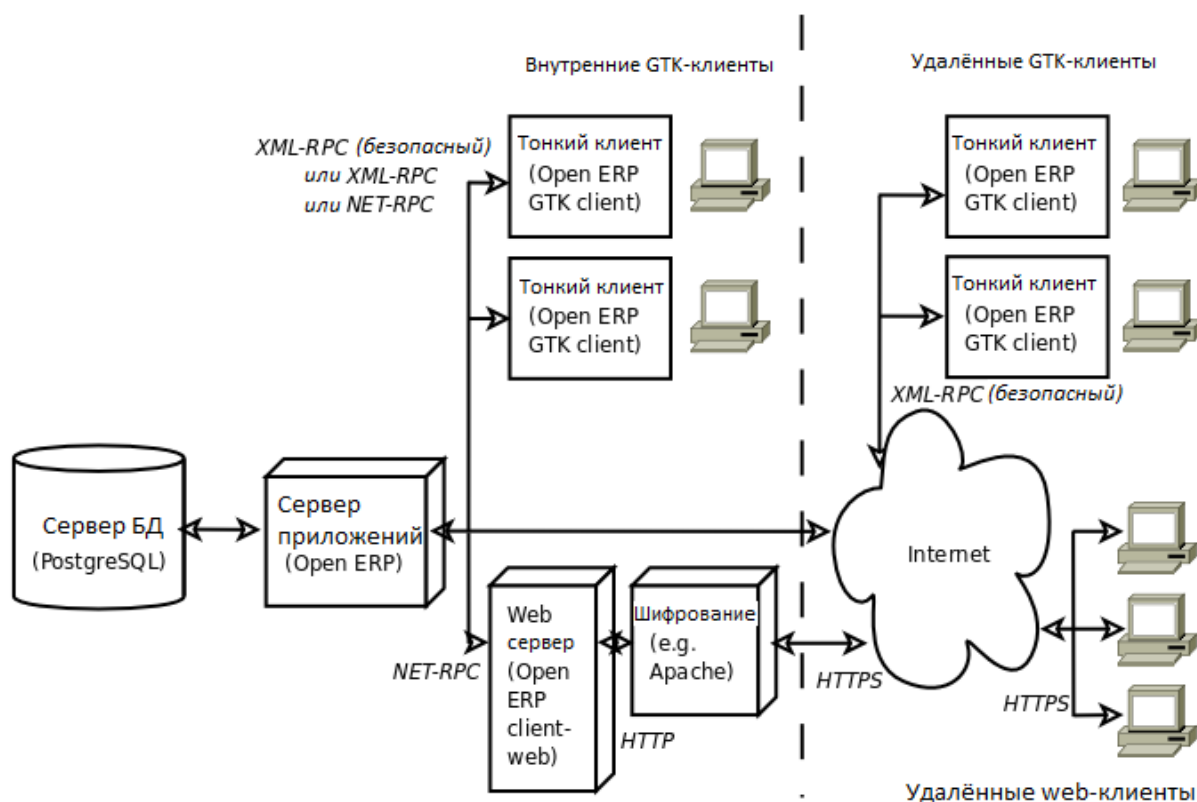 Внутренние GTK-клиенты
Удалённые GTK-клиенты
XML-RPC (безопасный)
или XML-RPC
или NET-RPC
Тонкий клиент
(Open ERP
GTK client)
Тонкий клиент
(Open ERP
GTK client)
Тонкий клиент
(Open ERP
GTK client)
Тонкий клиент
(Open ERP
GTK client)
XML-RPC (безопасный)
Сервер БД
(PostgreSQL)
Сервер
приложений
(Open ERP)
Internet
Web
сервер
(Open
ERP
client-
web)
Шифрование
(e.g.
Apache)
NET-RPC
HTTP
HTTPS
HTTPS
Удалённые web-клиенты